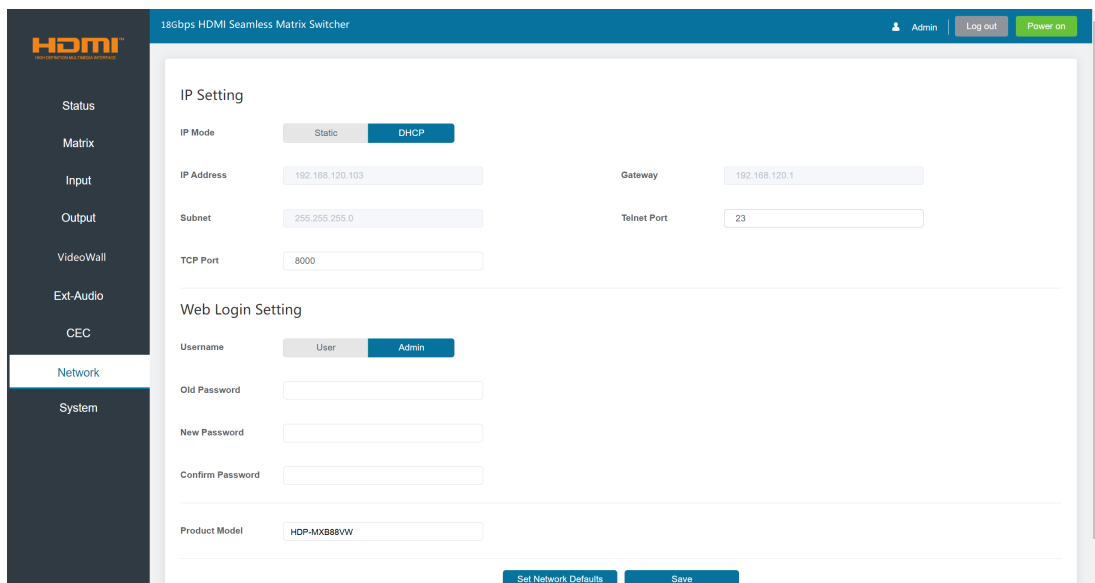 18Gbps HDMI Seamless Matrix Switcher
Admin
Log out
Power on
HDMI™
HIGH-DEFINITION MULTIMEDIA INTERFACE
Status
Matrix
Input
Output
VideoWall
Ext-Audio
CEC
Network
System
IP Setting
IP Mode Static DHCP
IP Address 192.168.120.103 Gateway 192.168.120.1
Subnet 255.255.255.0 Telnet Port 23
TCP Port 8000
Web Login Setting
Username User Admin
Old Password
New Password
Confirm Password
Product Model HDP-MXB88VW
Set Network Defaults Save